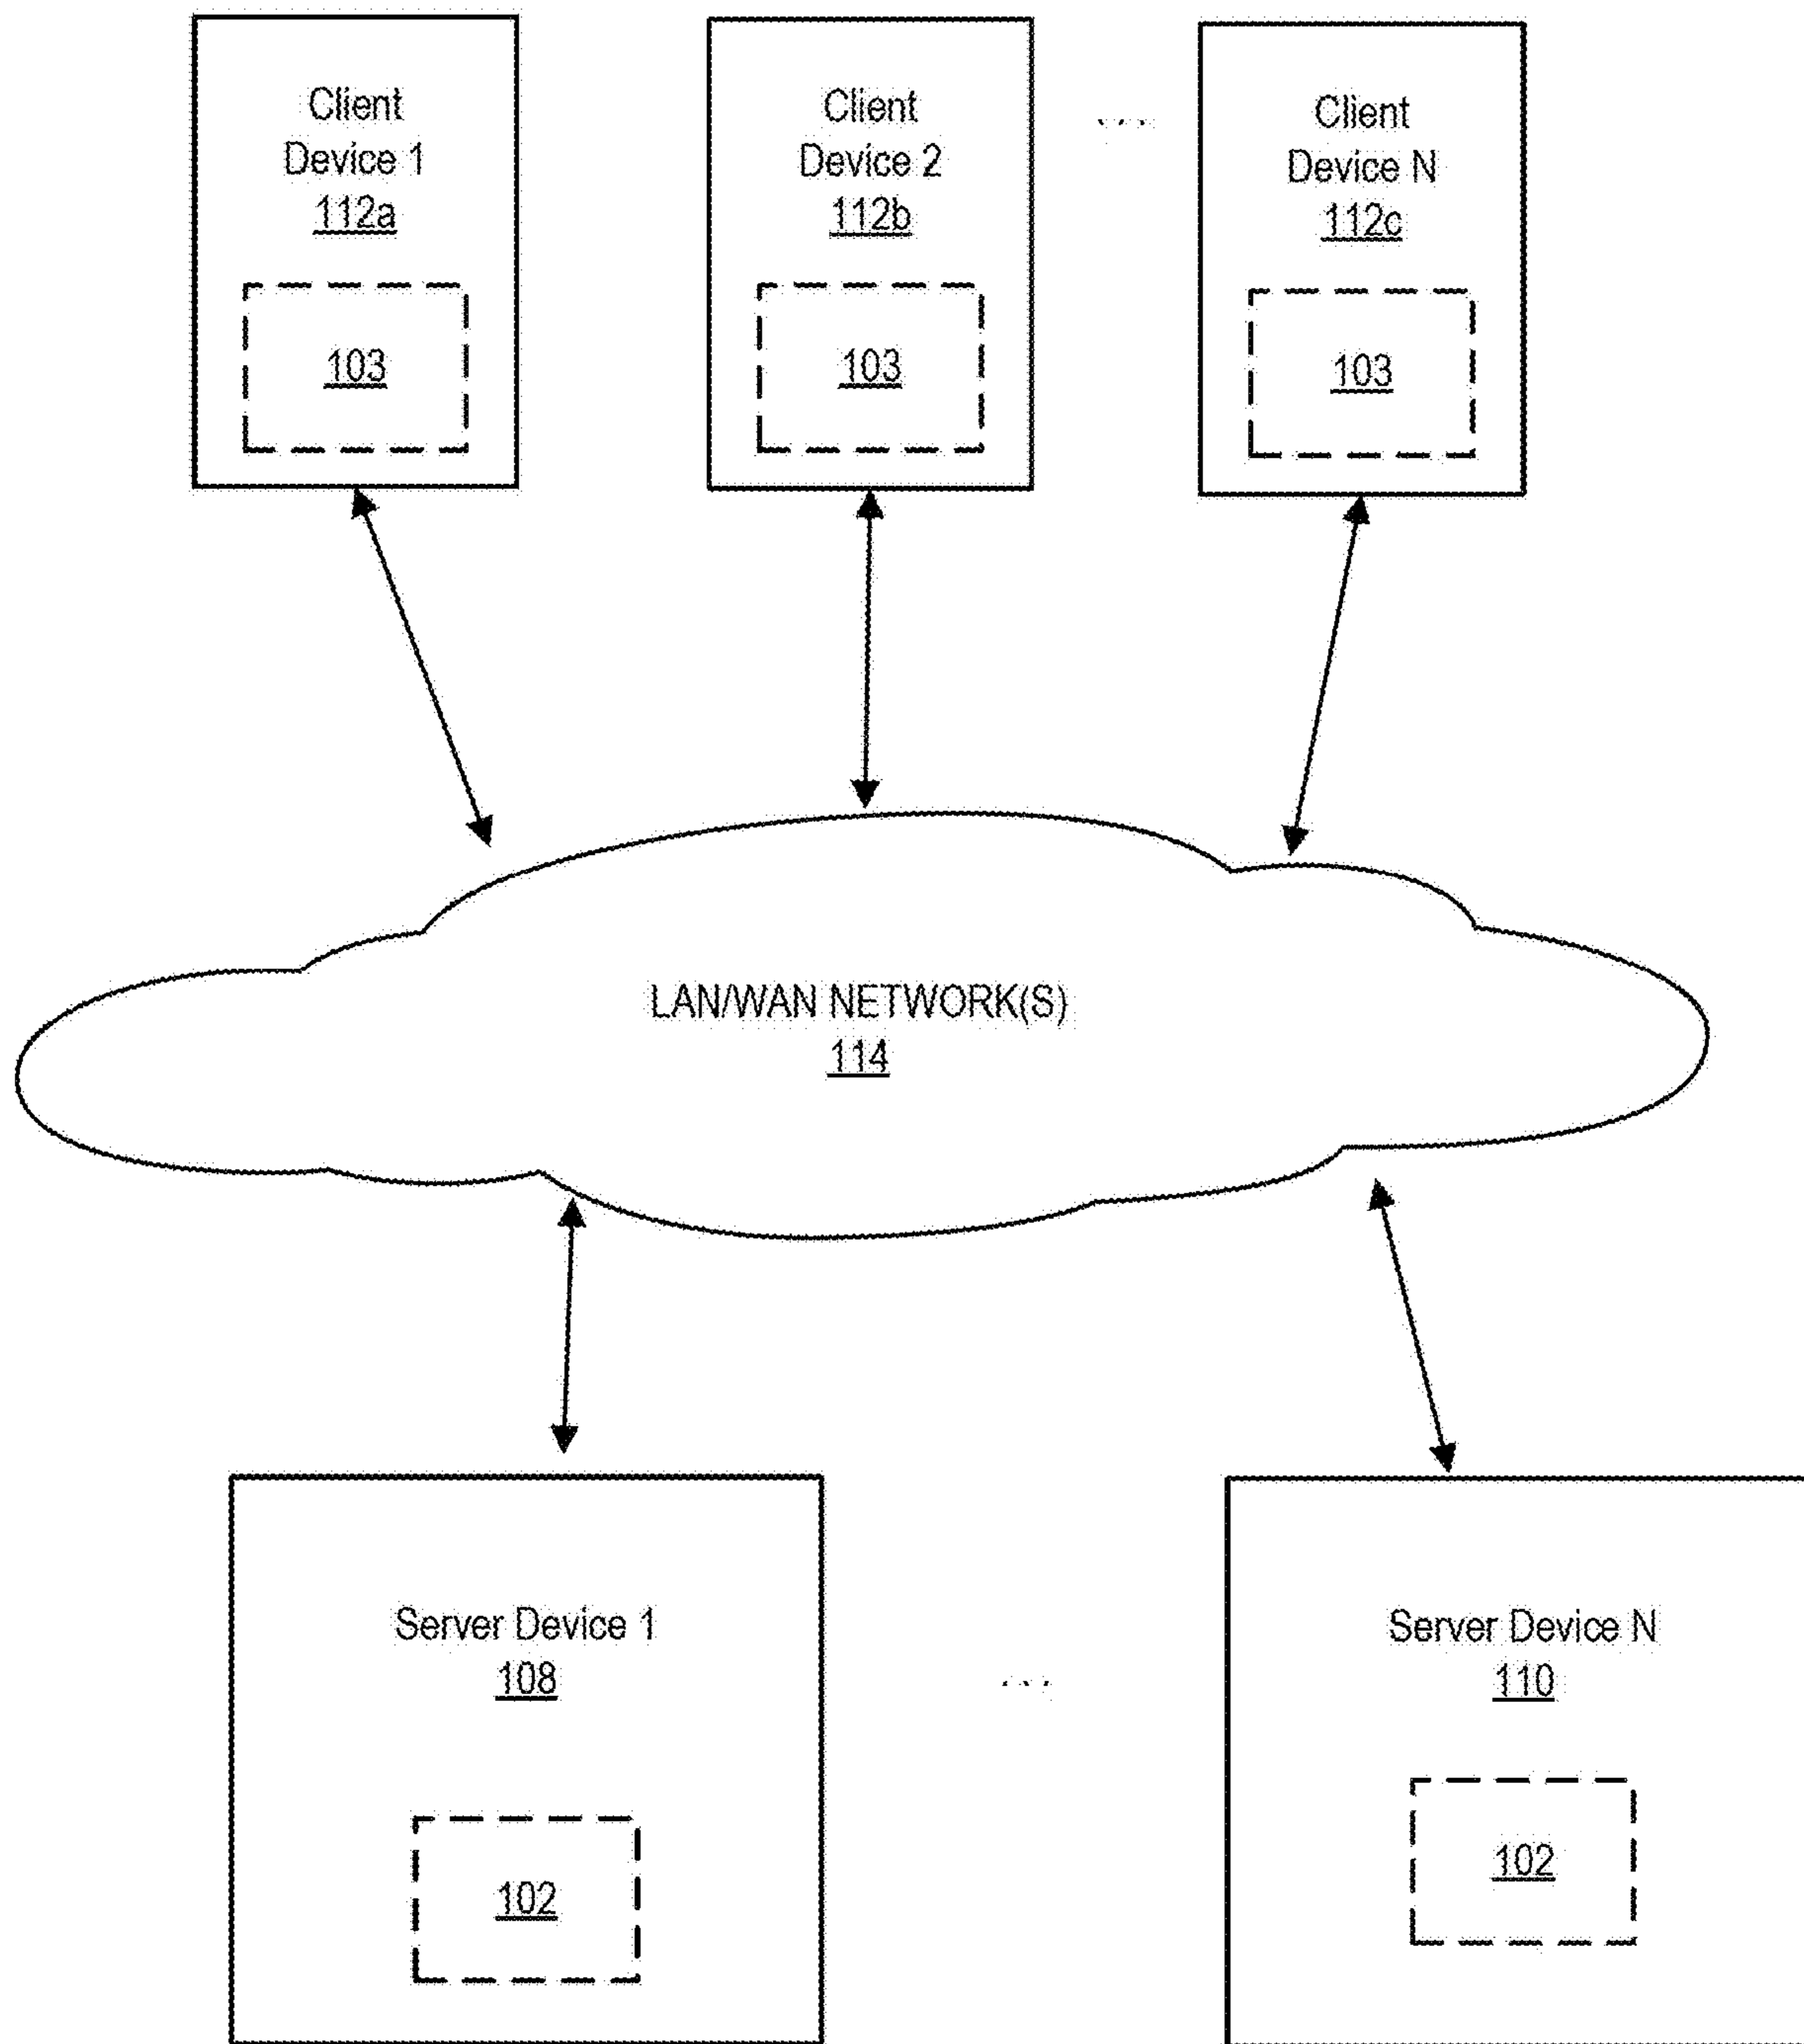 Client
Device 1
112a
103
Client
Device 2
112b
103
Client
Device N
112c
103
LAN/WAN NETWORK(S)
114
Server Device 1
108
102
Server Device N
110
102